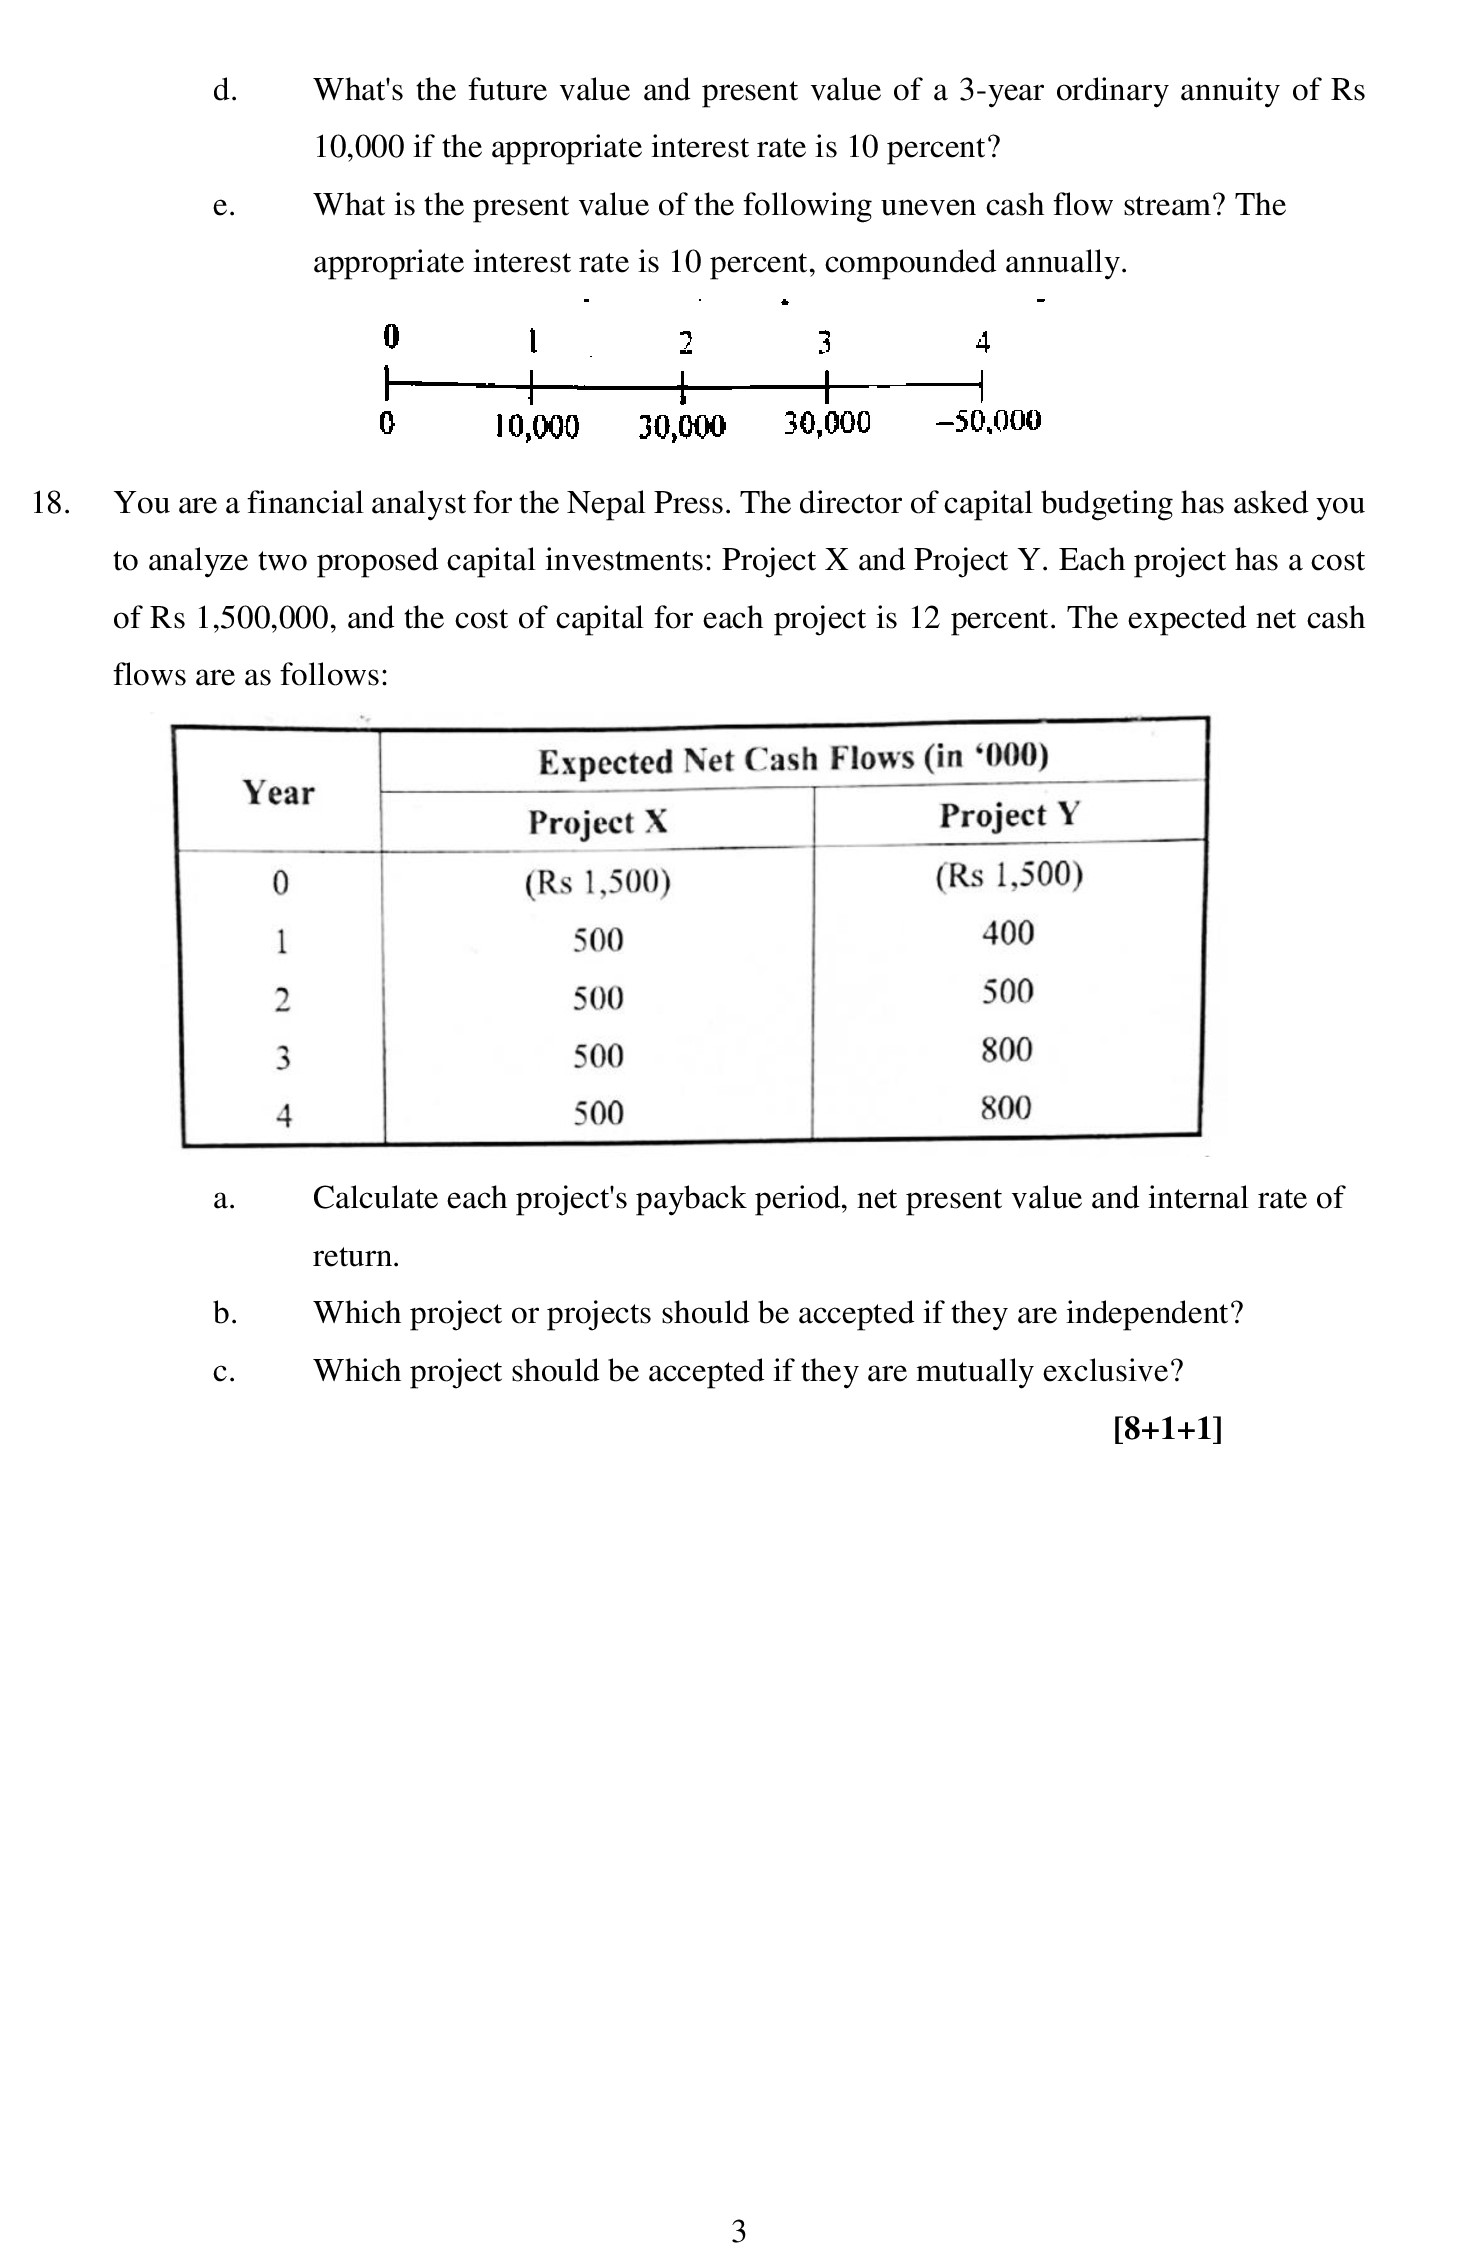 d. What's the future value and present value of a 3-year ordinary annuity of Rs
10,000 if the appropriate interest rate is 10 percent?
e. What is the present value of the following uneven cash flow stream? The
appropriate interest rate is 10 percent, compounded annually.
0 1 2 3 4
0 10,000 30,000 30,000 –50,000
18. You are a financial analyst for the Nepal Press. The director of capital budgeting has asked you
to analyze two proposed capital investments: Project X and Project Y. Each project has a cost
of Rs 1,500,000, and the cost of capital for each project is 12 percent. The expected net cash
flows are as follows:
Year Expected Net Cash Flows (in ‘000)
Project X Project Y
0 (Rs 1,500) (Rs 1,500)
1 500 400
2 500 500
3 500 800
4 500 800
a. Calculate each project's payback period, net present value and internal rate of
return.
b. Which project or projects should be accepted if they are independent?
c. Which project should be accepted if they are mutually exclusive?
[8+1+1]
3